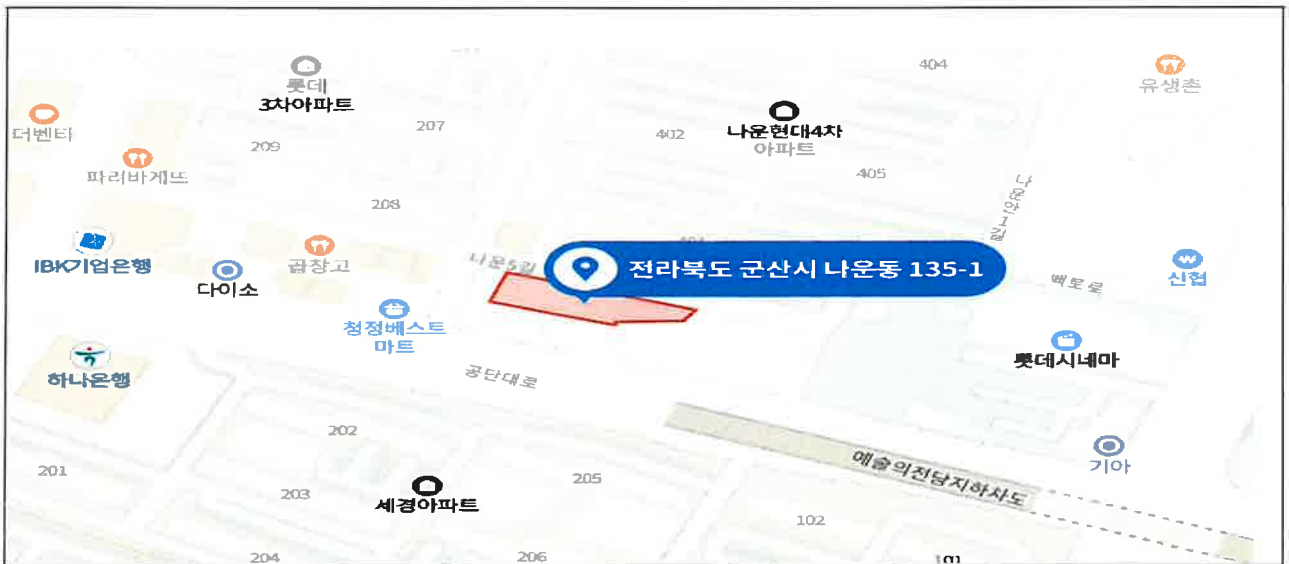 404
유생촌
롯데
3차아파트
나운현대4차
아파트
더벤티
207
402
209
파리바게뜨
405
나운안1길
208
IBK기업은행
다이소
곱창고
나운5길
전라북도 군산시 나운동 135-1
백토로
신협
청정베스트
마트
롯데시네마
하나은행
공단대로
202
예술의전당지하차도
기아
201
203
세경아파트
205
102
204
206
101